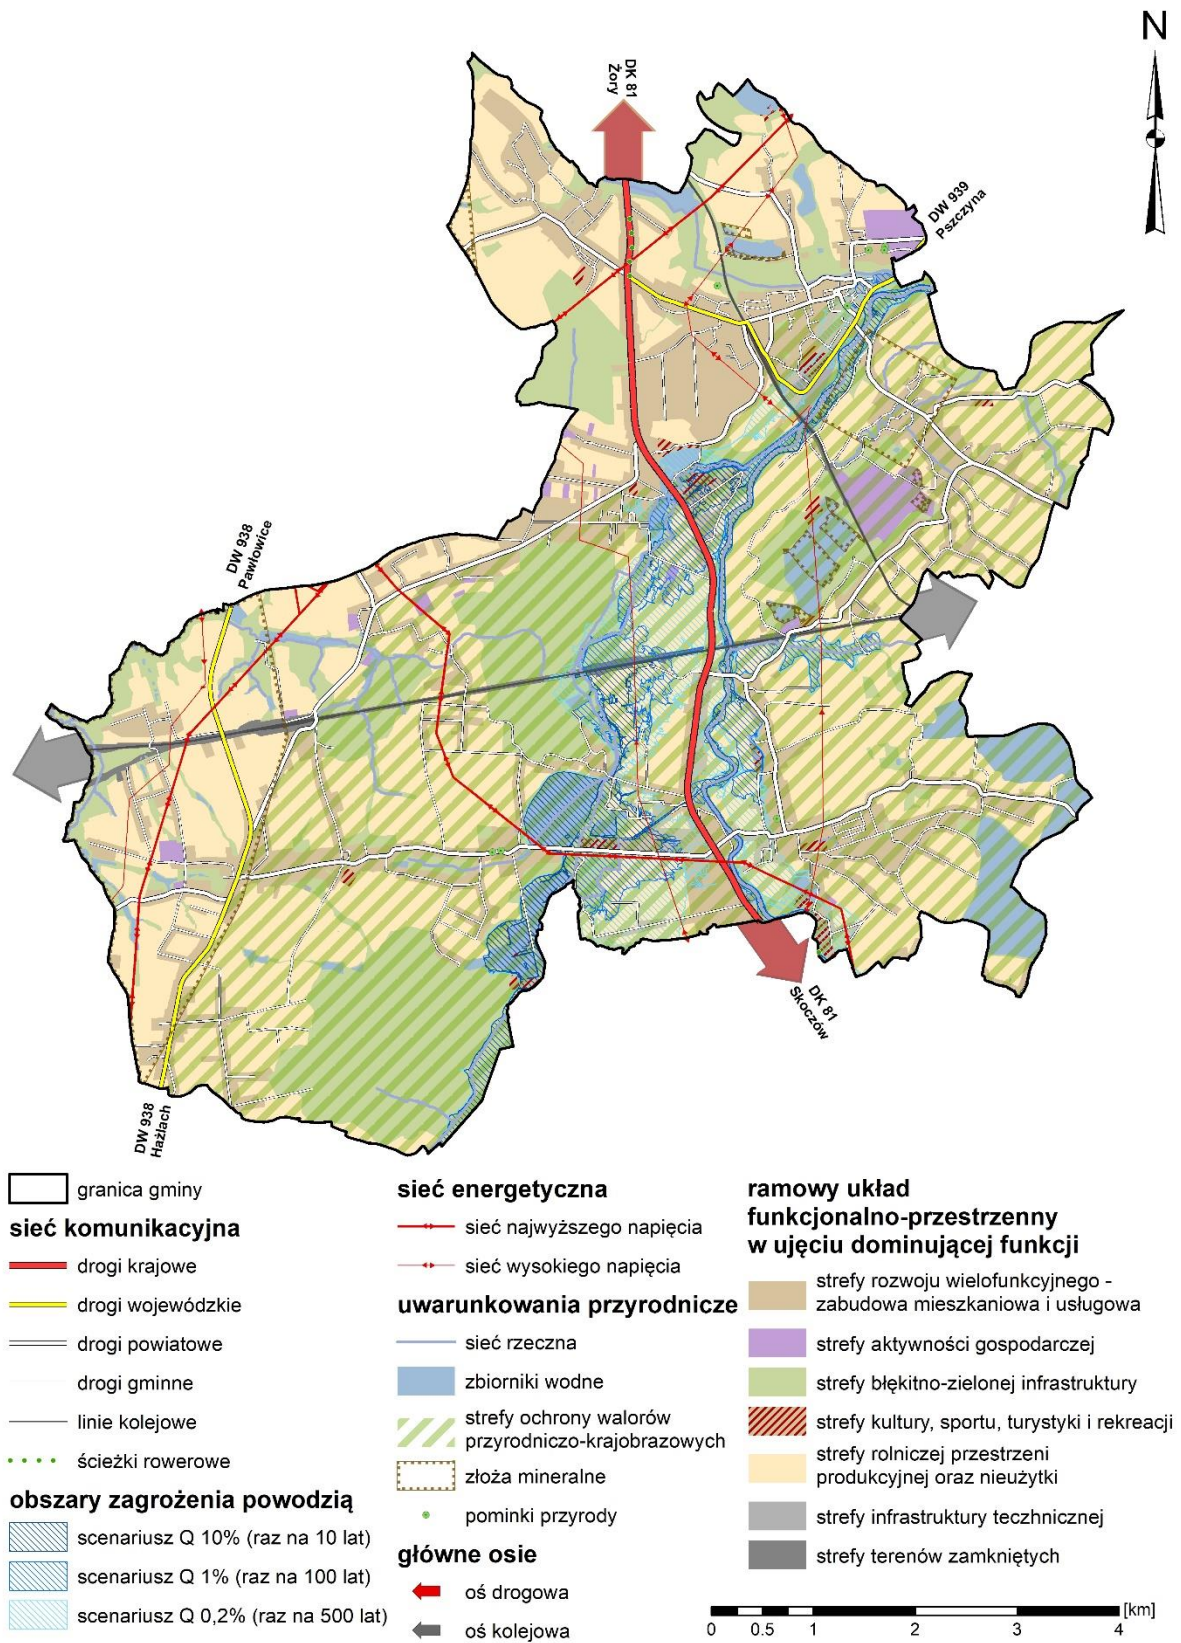 N
DK 81
Żory
DW 939
Pszczyna
DW 938
Pawłowice
DK 81
Skoczów
DW 938
Hażlach
granica gminy
sieć komunikacyjna
drogi krajowe
drogi wojewódzkie
drogi powiatowe
drogi gminne
linie kolejowe
ścieżki rowerowe
obszary zagrożenia powodzią
scenariusz Q 10% (raz na 10 lat)
scenariusz Q 1% (raz na 100 lat)
scenariusz Q 0,2% (raz na 500 lat)
sieć energetyczna
sieć najwyższego napięcia
sieć wysokiego napięcia
uwarunkowania przyrodnicze
sieć rzeczna
zbiorniki wodne
strefy ochrony walorów
przyrodniczo-krajobrazowych
złoża mineralne
pominki przyrody
główne osie
oś drogowa
oś kolejowa
ramowy układ
funkcjonalno-przestrzenny
w ujęciu dominującej funkcji
strefy rozwoju wielofunkcyjnego -
zabudowa mieszkaniowa i usługowa
strefy aktywności gospodarczej
strefy błękitno-zielonej infrastruktury
strefy kultury, sportu, turystyki i rekreacji
strefy rolniczej przestrzeni
produkcyjnej oraz nieużytki
strefy infrastruktury teczhnicznej
strefy terenów zamkniętych
[km]
0 0.5 1 2 3 4